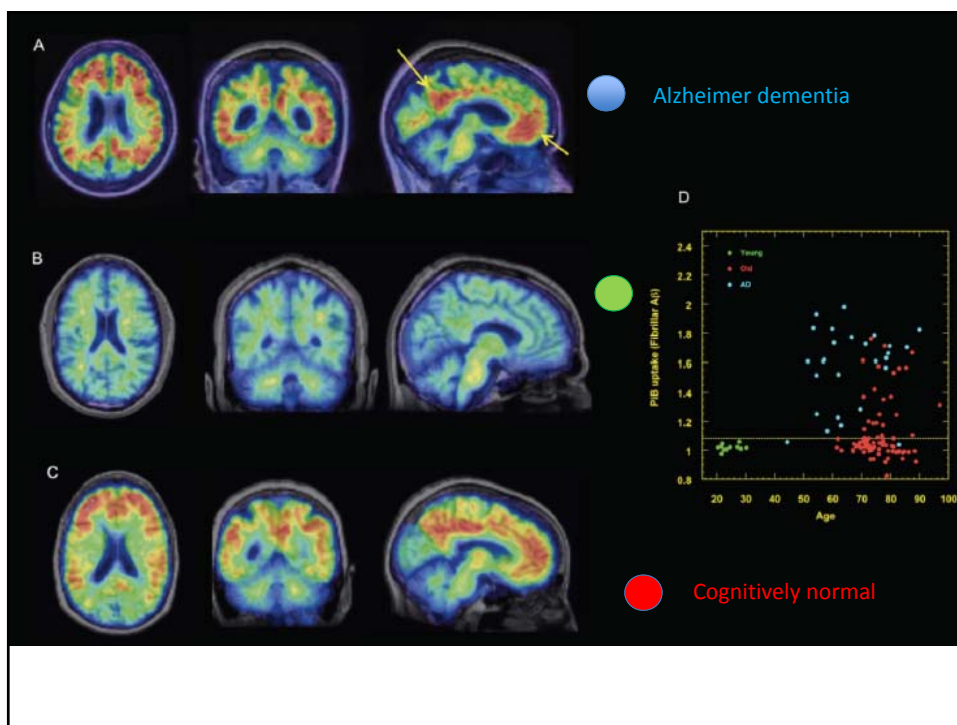 A
Alzheimer dementia
D
B
Young
Old
AD
PIB uptake (Fibrillar Aβ)
2.4
2.2
2
1.8
1.6
1.4
1.2
1
0.8
20 30 40 50 60 70 80 90 100
Age
C
Cognitively normal